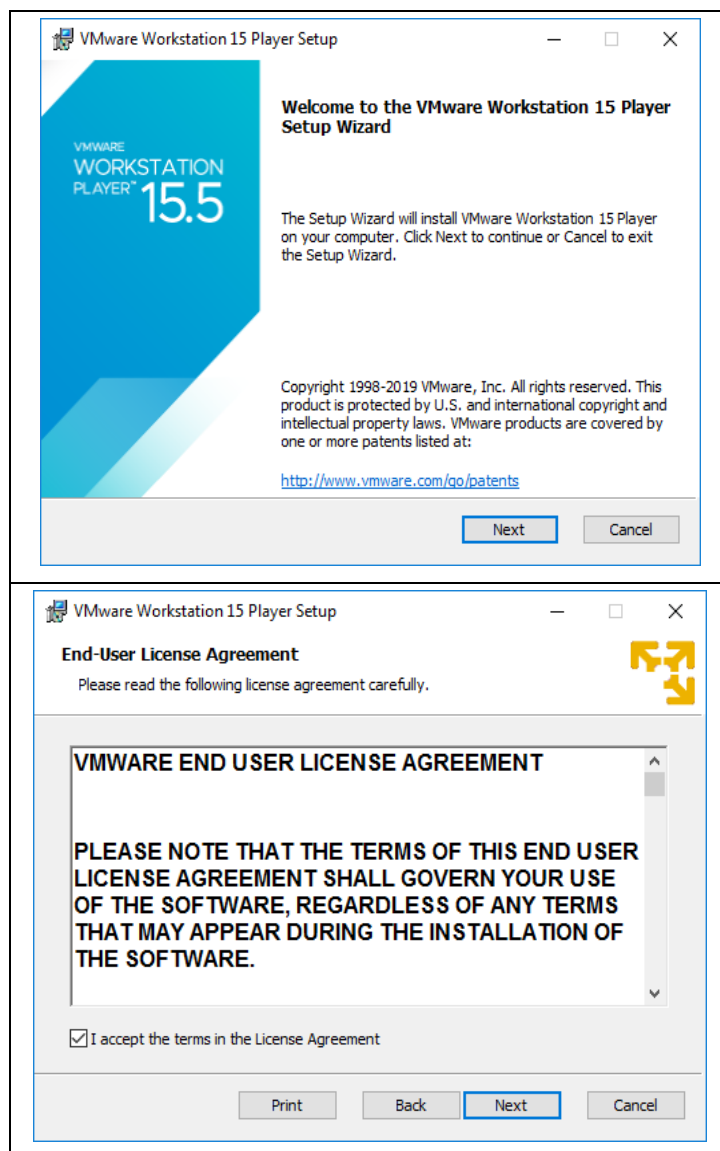 VMware Workstation 15 Player Setup
VMWARE
WORKSTATION
PLAYER™ 15.5
Welcome to the VMware Workstation 15 Player
Setup Wizard
The Setup Wizard will install VMware Workstation 15 Player
on your computer. Click Next to continue or Cancel to exit
the Setup Wizard.
Copyright 1998-2019 VMware, Inc. All rights reserved. This
product is protected by U.S. and international copyright and
intellectual property laws. VMware products are covered by
one or more patents listed at:
http://www.vmware.com/go/patents
Next Cancel
VMware Workstation 15 Player Setup
End-User License Agreement
Please read the following license agreement carefully.
VMWARE END USER LICENSE AGREEMENT
PLEASE NOTE THAT THE TERMS OF THIS END USER
LICENSE AGREEMENT SHALL GOVERN YOUR USE
OF THE SOFTWARE, REGARDLESS OF ANY TERMS
THAT MAY APPEAR DURING THE INSTALLATION OF
THE SOFTWARE.
I accept the terms in the License Agreement
Print Back Next Cancel